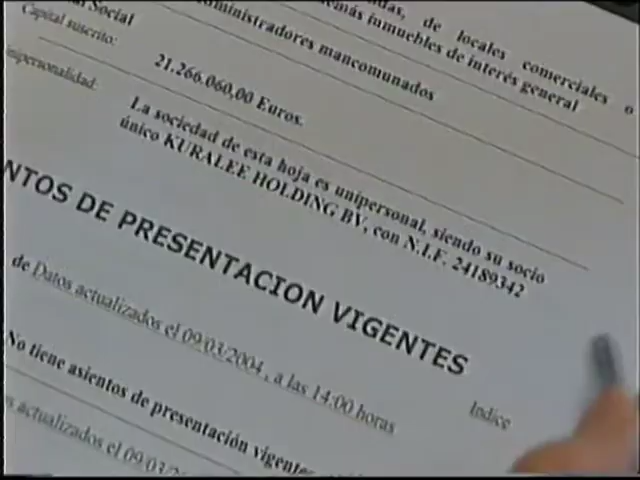 de locales comerciales o
demás inmuebles de interés general
administradores mancomunados
Social
Capital suscrito:
21.266.060,00 Euros.
La sociedad de esta hoja es unipersonal, siendo su socio
único KURALEE HOLDING BV, con N.I.F. 24189342
NTOS DE PRESENTACION VIGENTES
de Datos actualizados el 09/03/2004, a las 14:00 horas
Indice
No tiene asientos de presentación vigentes
actualizados el 09/03/2